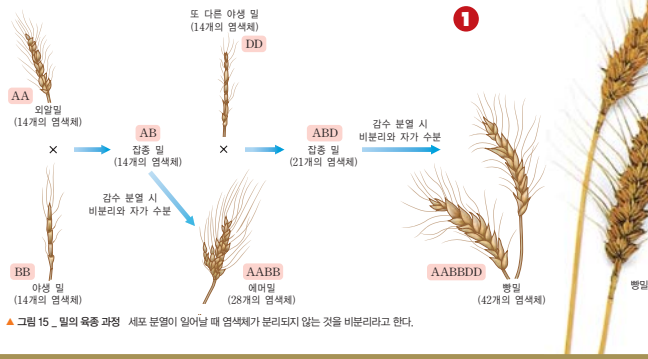 또 다른 야생 밀
(14개의 염색체)
1
DD
AA
외알밀
(14개의 염색체)
AB
잡종 밀
(14개의 염색체)
×
×
ABD
잡종 밀
(21개의 염색체)
감수 분열 시
비분리와 자가 수분
감수 분열 시
비분리와 자가 수분
BB
야생 밀
(14개의 염색체)
AABB
에머밀
(28개의 염색체)
AABBDD
빵밀
(42개의 염색체)
빵밀
▲ 그림 15 _ 밀의 육종 과정 세포 분열이 일어날 때 염색체가 분리되지 않는 것을 비분리라고 한다.